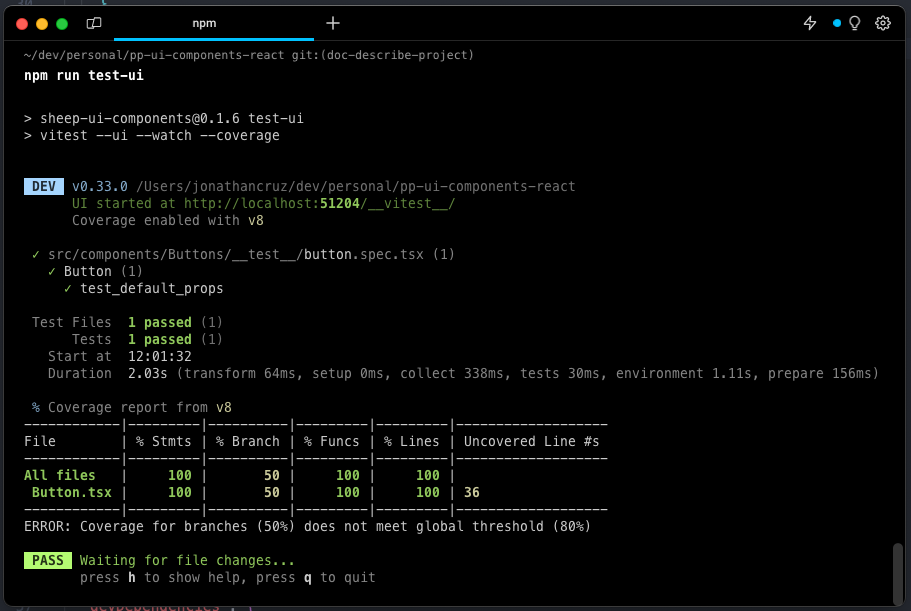 npm
~/dev/personal/pp-ui-components-react git:(doc-describe-project)
npm run test-ui
> sheep-ui-components@0.1.6 test-ui
> vitest --ui --watch --coverage
DEV v0.33.0 /Users/jonathancruz/dev/personal/pp-ui-components-react
UI started at http://localhost:51204/__vitest__/
Coverage enabled with v8
✓ src/components/Buttons/__test__/button.spec.tsx (1)
✓ Button (1)
✓ test_default_props
Test Files 1 passed (1)
Tests 1 passed (1)
Start at 12:01:32
Duration 2.03s (transform 64ms, setup 0ms, collect 338ms, tests 30ms, environment 1.11s, prepare 156ms)
% Coverage report from v8
------------|---------|----------|---------|---------|-------------------
File        | % Stmts | % Branch | % Funcs | % Lines | Uncovered Line #s
------------|---------|----------|---------|---------|-------------------
All files   |     100 |       50 |     100 |     100 |
 Button.tsx |     100 |       50 |     100 |     100 | 36
------------|---------|----------|---------|---------|-------------------
ERROR: Coverage for branches (50%) does not meet global threshold (80%)
PASS Waiting for file changes...
press h to show help, press q to quit